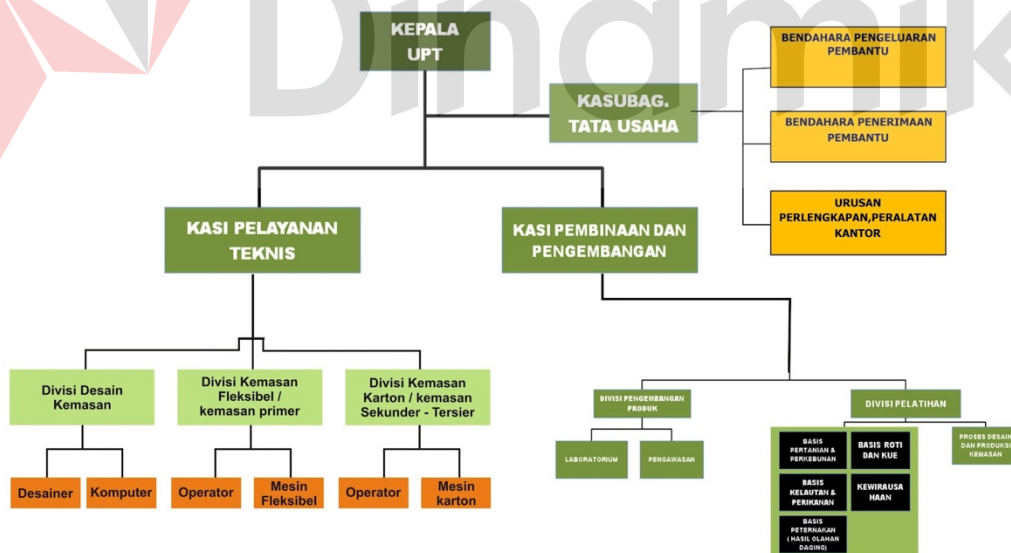 Dinamik
KEPALA
UPT
KASUBAG.
TATA USAHA
BENDAHARA PENGELUARAN
PEMBANTU
BENDAHARA PENERIMAAN
PEMBANTU
URUSAN
PERLENGKAPAN,PERALATAN
KANTOR
KASI PELAYANAN
TEKNIS
KASI PEMBINAAN DAN
PENGEMBANGAN
Divisi Desain
Kemasan
Divisi Kemasan
Fleksibel /
kemasan primer
Divisi Kemasan
Karton / kemasan
Sekunder - Tersier
Desainer
Komputer
Operator
Mesin
Fleksibel
Operator
Mesin
karton
DIVISI PENGEMBANGAN
PRODUK
DIVISI PELATIHAN
LABORATORIUM
PENGAWASAN
BASIS
PERTANIAN &
PERKEBUNAN
BASIS ROTI
DAN KUE
PROSES DESAIN
DAN PRODUKSI
KEMASAN
BASIS
KELAUTAN &
PERIKANAN
KEWIRAUSA
HAAN
BASIS
PETERNAKAN
( HASIL OLAHAN
DAGING)